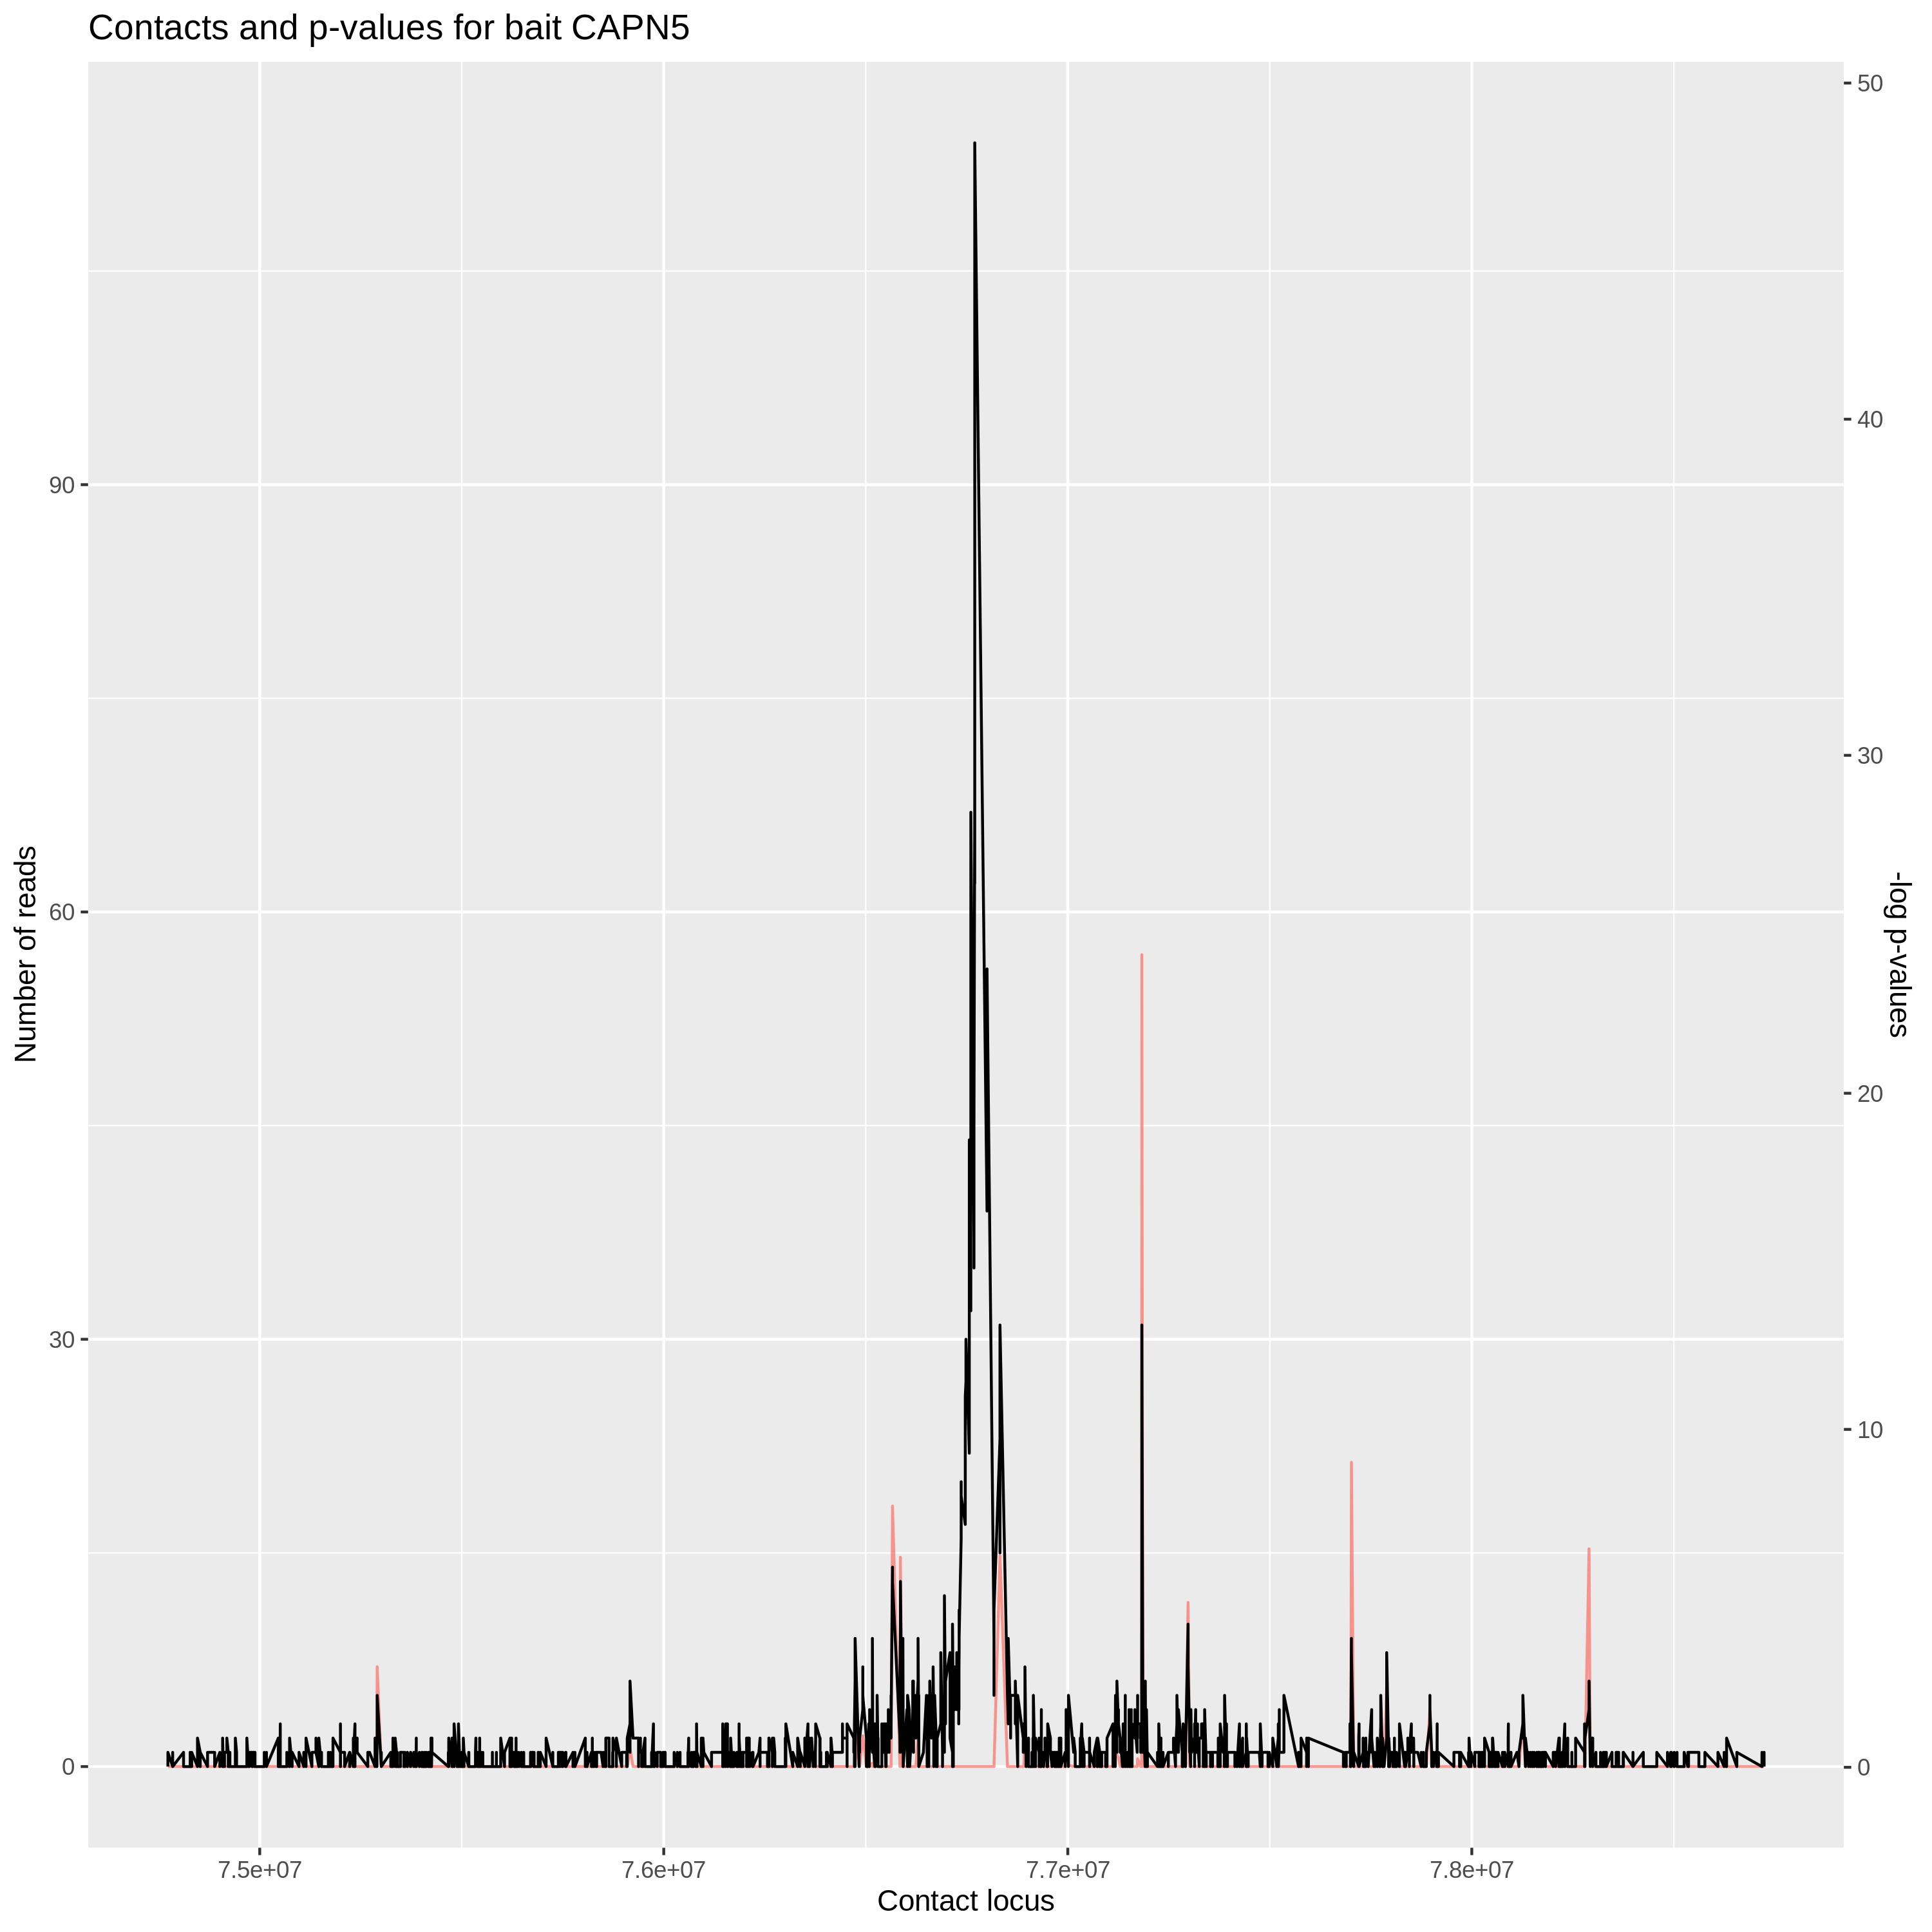 Contacts and p-values for bait CAPN5
50
40
90
30
60
20
30
10
0
0
Number of reads
-log p-values
7.5e+07
7.6e+07
7.7e+07
7.8e+07
Contact locus